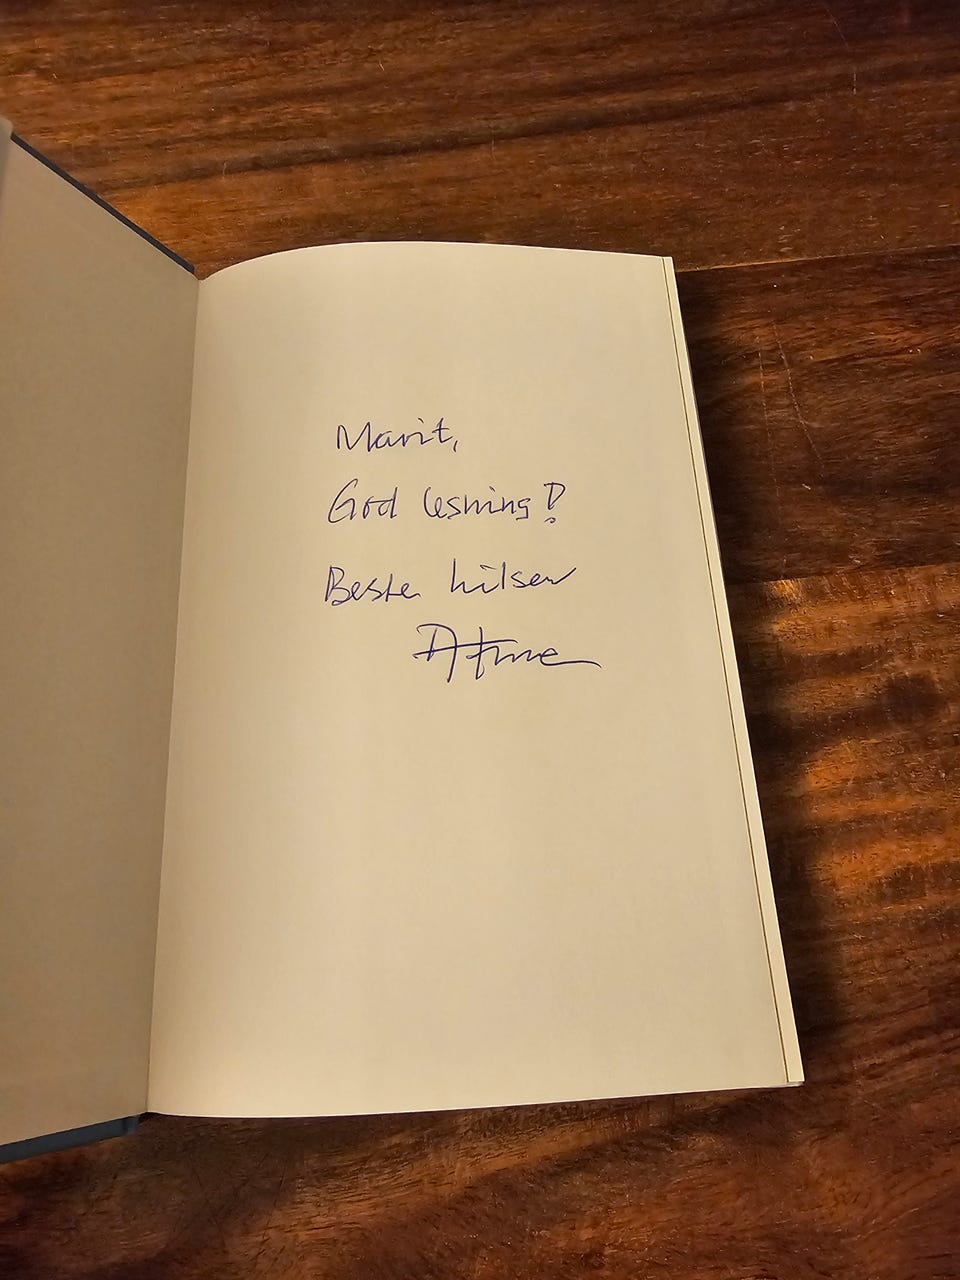 Marit,
God lesning!
Beste hilsen